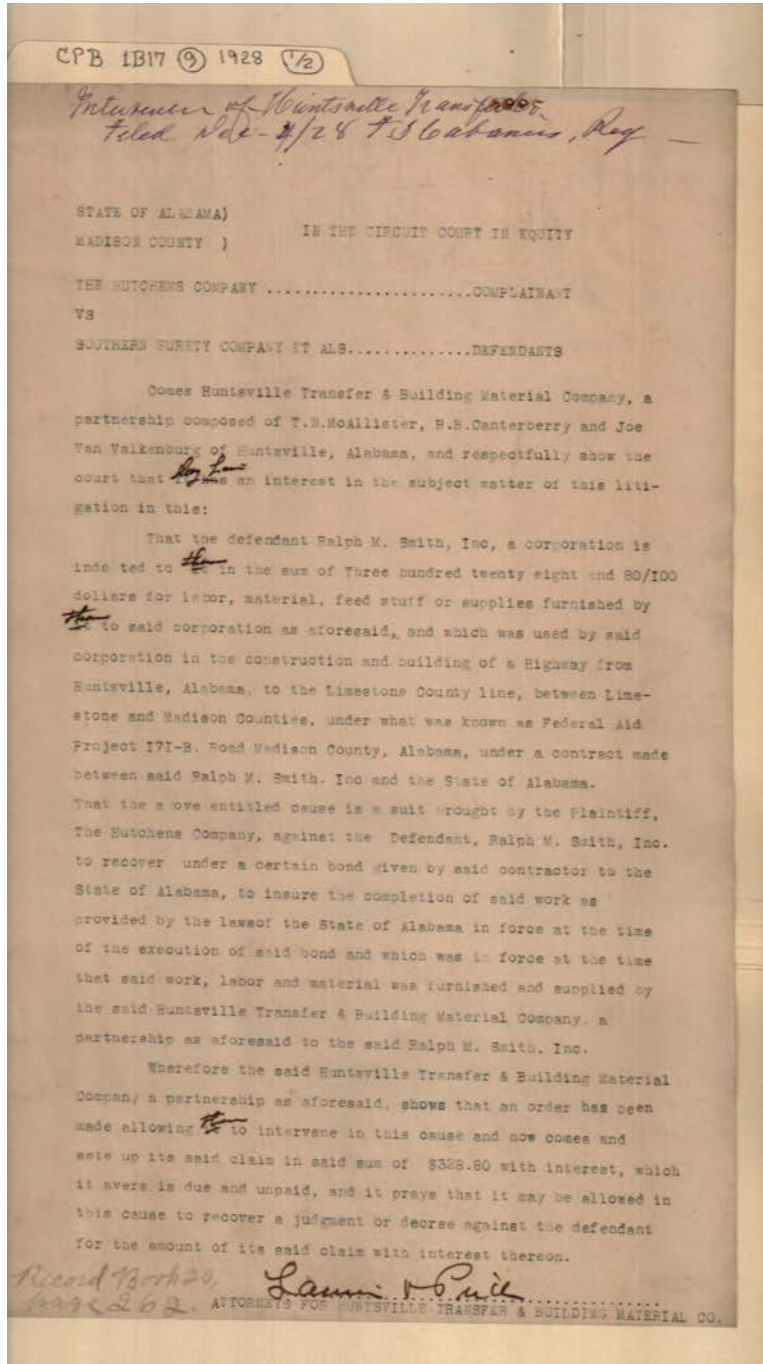 CPB 1B17 (9) 1928 (1/2)
Intervenon of Huntsville Transfer
Filed Dec - 4/28 T S Cabaniss, Reg
STATE OF ALABAMA)
IN THE CIRCUIT COURT IN EQUITY
MADISON COUNTY )
THE HUTCHENS COMPANY .......................COMPLAINANT
VS
SOUTHERN SURETY COMPANY ET ALS..............DEFENDANTS
Comes Huntsville Transfer & Building Material Company, a
partnership composed of T.B.McAllister, R.B.Canterberry and Joe
Van Valkenburg of Huntsville, Alabama, and respectfully show the
court that they have an interest in the subject matter of this liti-
gation in this:
That the defendant Ralph M. Smith, Inc, a corporation is
inde ted to them in the sum of Three hundred twenty eight and 80/I00
dollars for labor, material, feed stuff or supplies furnished by
them to said corporation as aforesaid, and which was used by said
corporation in the construction and building of a Highway from
Huntsville, Alabama, to the Limestone County line, between Lime-
stone and Madison Counties, under what was known as Federal Aid
Project I7I-B. Road Madison County, Alabama, under a contract made
between said Ralph M. Smith. Inc and the State of Alabama.
That the a ove entitled cause is a suit brought by the Plaintiff,
The Hutchens Company, against the Defendant, Ralph M. Smith, Inc.
to recover under a certain bond given by said contractor to the
State of Alabama, to insure the completion of said work as
provided by the lawsof the State of Alabama in force at the time
of the execution of said bond and which was in force at the time
that said work, labor and material was furnished and supplied by
the said Huntsville Transfer & Building Material Company, a
partnership as aforesaid to the said Ralph M. Smith, Inc.
Wherefore the said Huntsville Transfer & Building Material
Company a partnership as aforesaid, shows that an order has been
made allowing them to intervene in this cause and now comes and
sets up its said claim in said sum of $328.80 with interest, which
it avers is due and unpaid, and it prays that it may be allowed in
this cause to recover a judgment or decree against the defendant
for the amount of its said claim with interest thereon.
Record Book 20,
page 262.
ATTORNEYS FOR HUNTSVILLE TRANSFER & BUILDING MATERIAL CO.